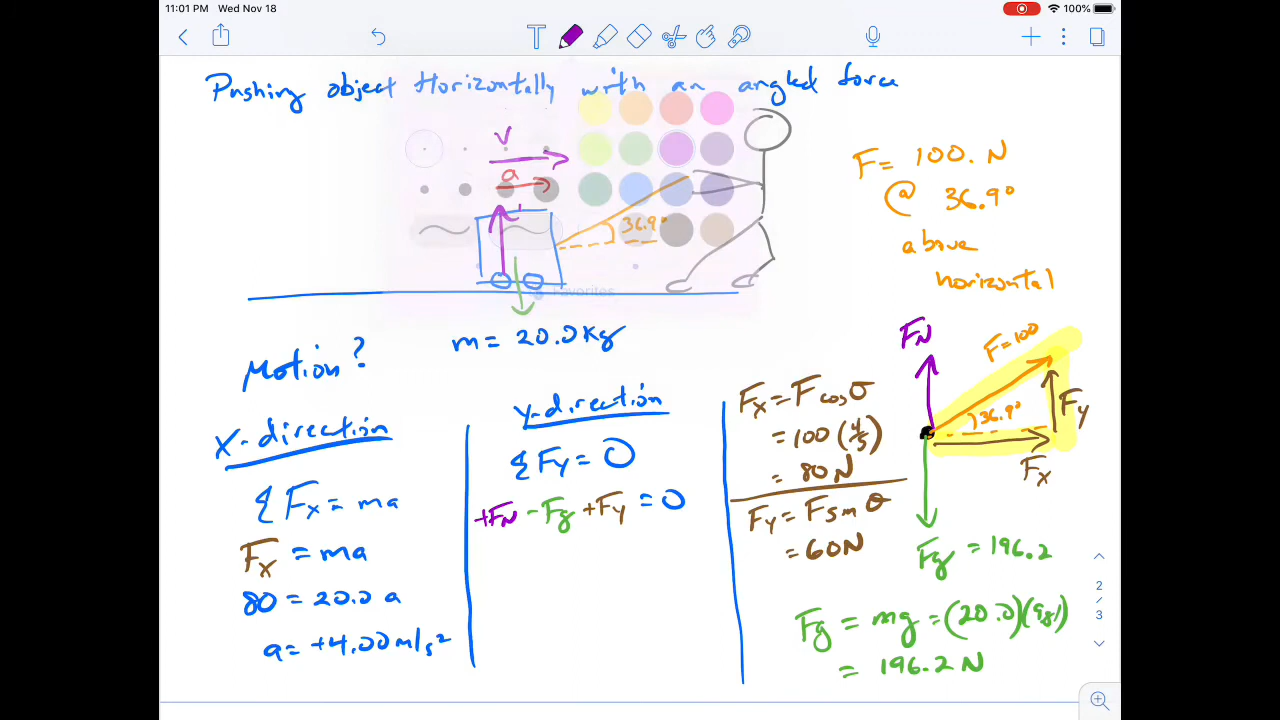 11:01 PM Wed Nov 18
100%
T
Pushing object Horizontally with an angled force
V
a
36.9°
Favorites
m = 20.0 kg
F = 100. N
@ 36.9°
above
horizontal
Motion?
X-direction
ΣFx = ma
Fx = ma
80 = 20.0 a
a = +4.00 m/s²
Y-direction
ΣFy = 0
+FN - Fg + Fy = 0
Fx = F cos θ
= 100 (4/5)
= 80 N
Fy = F sin θ
= 60 N
FN
F = 100
36.9°
Fy
Fx
Fg = 196.2
Fg = mg = (20.0)(9.81)
= 196.2 N
2
/
3